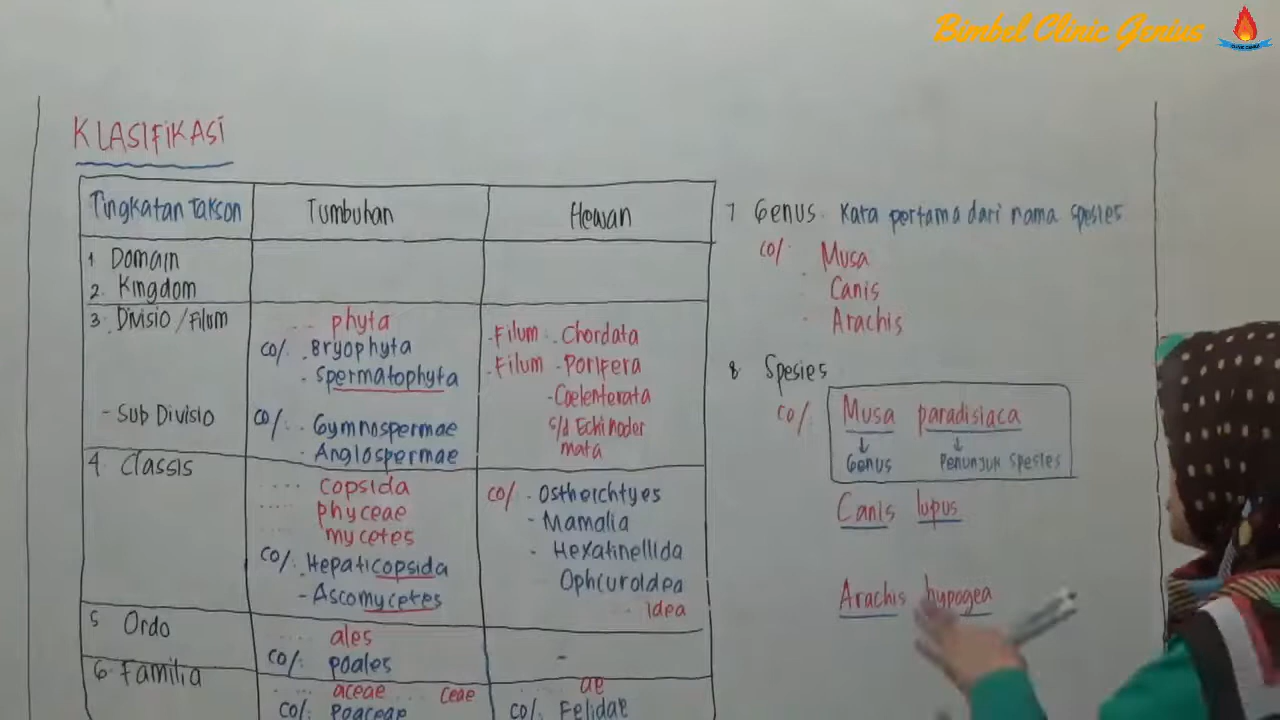 Bimbel Clinic Genius
KLASIFIKASI
Tingkatan Takson
Tumbuhan
Hewan
1 Domain
2. Kingdom
3. Divisio / Filum
.... phyta
co/. . Bryophyta
- Spermatophyta
- Filum . Chordata
- Filum - Porifera
- Coelenterata
s/d Echinoder
mata
- Sub Divisio
co/. . Gymnospermae
- Angiospermae
4. Classis
.... copsida
.... phyceae
.... mycetes
co/. . Hepaticopsida
- Ascomycetes
co/ - Ostheichtyes
- Mamalia
- Hexatinellida
Ophcuroidea
... idea
5 Ordo
.... ales
co/. poales
-
6. Familia
.... aceae ... ceae
co/. Poaceae
.... ae
co/. Felidae
7 Genus. Kata pertama dari nama spesies
co/. Musa
. Canis
. Arachis
8. Spesies
co/. Musa paradisiaca
↓ ↓
Genus Penunjuk Spesies
Canis lupus
Arachis hypogea